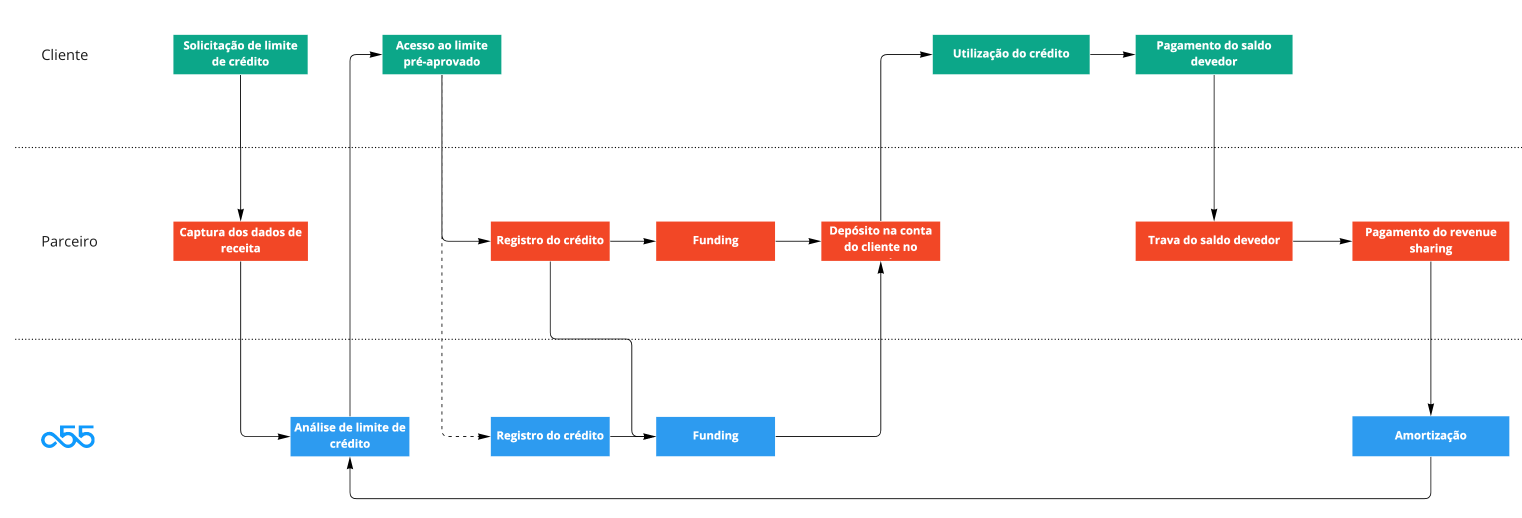 Cliente
Solicitação de limite
de crédito
Acesso ao limite
pré-aprovado
Utilização do crédito
Pagamento do saldo
devedor
Parceiro
Captura dos dados de
receita
Registro do crédito
Funding
Depósito na conta
do cliente no
Trava do saldo devedor
Pagamento do revenue
sharing
a55
Análise de limite de
crédito
Registro do crédito
Funding
Amortização